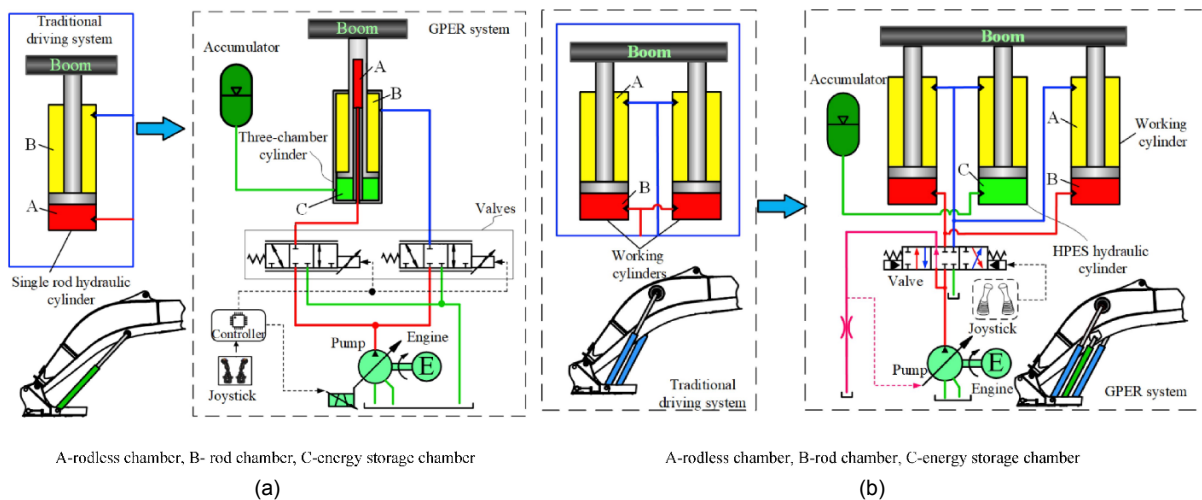 Traditional
driving system
Boom
B
A
Single rod hydraulic
cylinder
GPER system
Accumulator
Boom
A
B
Three-chamber
cylinder
C
Valves
Controller
Joystick
Pump
Engine
E
A-rodless chamber, B- rod chamber, C-energy storage chamber
(a)
Boom
A
B
Working
cylinders
Traditional
driving system
Boom
Accumulator
A
Working
cylinder
C
B
HPES hydraulic
cylinder
Valve
Joystick
Pump
E
Engine
GPER system
A-rodless chamber, B-rod chamber, C-energy storage chamber
(b)